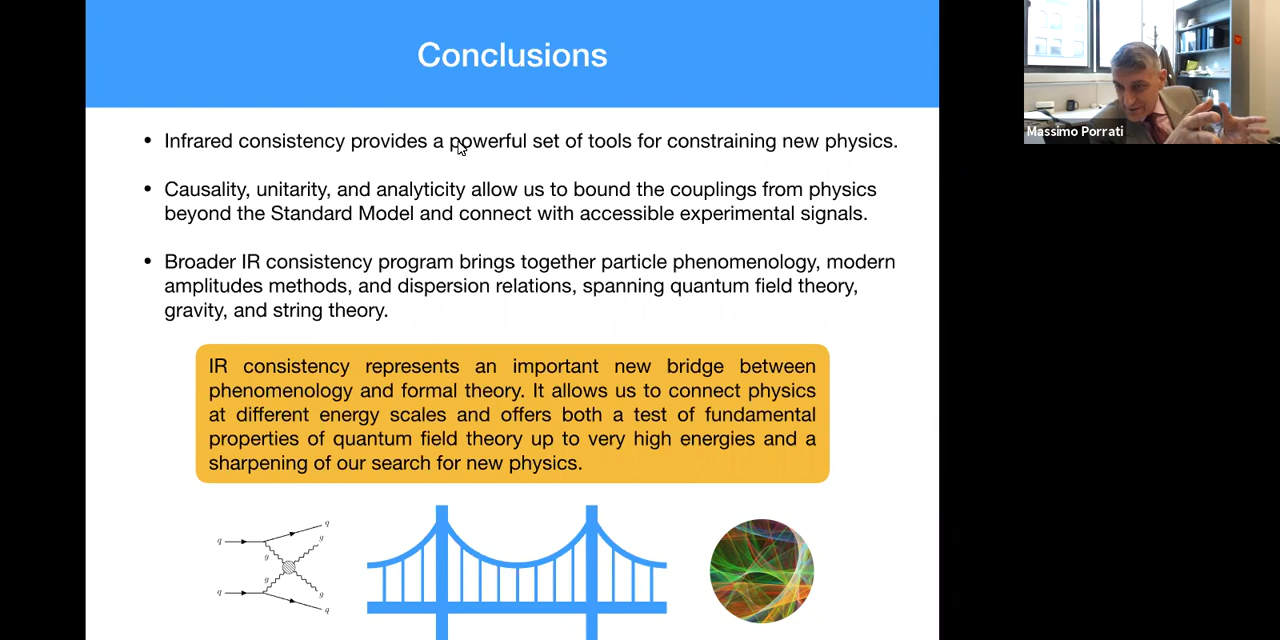 Conclusions
• Infrared consistency provides a powerful set of tools for constraining new physics.
• Causality, unitarity, and analyticity allow us to bound the couplings from physics
beyond the Standard Model and connect with accessible experimental signals.
• Broader IR consistency program brings together particle phenomenology, modern
amplitudes methods, and dispersion relations, spanning quantum field theory,
gravity, and string theory.
IR consistency represents an important new bridge between
phenomenology and formal theory. It allows us to connect physics
at different energy scales and offers both a test of fundamental
properties of quantum field theory up to very high energies and a
sharpening of our search for new physics.
q
q
g
g
g
q
g
q
Massimo Porrati